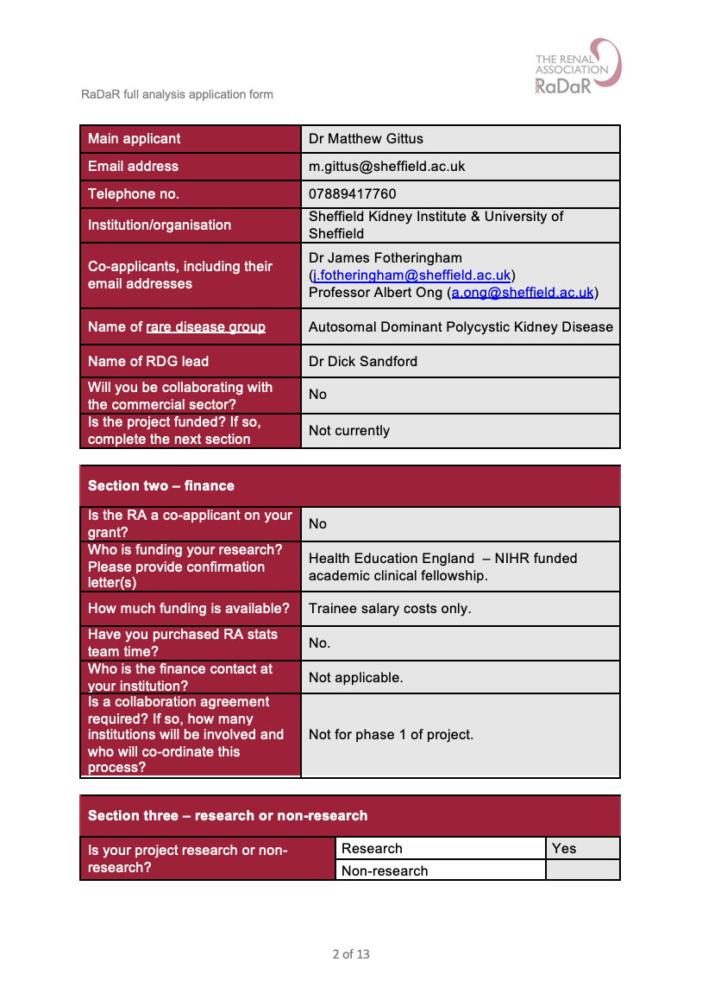 THE RENAL
ASSOCIATION
RaDaR
RaDaR full analysis application form
Main applicant
Dr Matthew Gittus
Email address
m.gittus@sheffield.ac.uk
Telephone no.
07889417760
Institution/organisation
Sheffield Kidney Institute & University of
Sheffield
Co-applicants, including their
email addresses
Dr James Fotheringham
(j.fotheringham@sheffield.ac.uk)
Professor Albert Ong (a.ong@sheffield.ac.uk)
Name of rare disease group
Autosomal Dominant Polycystic Kidney Disease
Name of RDG lead
Dr Dick Sandford
Will you be collaborating with
the commercial sector?
No
Is the project funded? If so,
complete the next section
Not currently
Section two – finance
Is the RA a co-applicant on your
grant?
No
Who is funding your research?
Please provide confirmation
letter(s)
Health Education England  – NIHR funded
academic clinical fellowship.
How much funding is available?
Trainee salary costs only.
Have you purchased RA stats
team time?
No.
Who is the finance contact at
your institution?
Not applicable.
Is a collaboration agreement
required? If so, how many
institutions will be involved and
who will co-ordinate this
process?
Not for phase 1 of project.
Section three – research or non-research
Is your project research or non-
research?
Research
Yes
Non-research
2 of 13